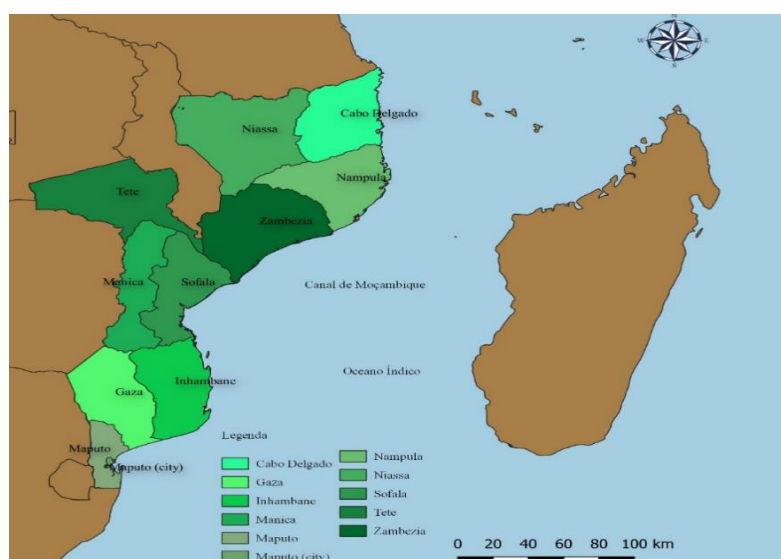 N
W
E
S
Cabo Delgado
Niassa
Nampula
Tete
Zambezia
Manica
Sofala
Canal de Moçambique
Oceano Índico
Inhambane
Gaza
Maputo
Maputo (city)
Legenda
Cabo Delgado
Gaza
Inhambane
Manica
Maputo
Maputo (city)
Nampula
Niassa
Sofala
Tete
Zambezia
0 20 40 60 80 100 km